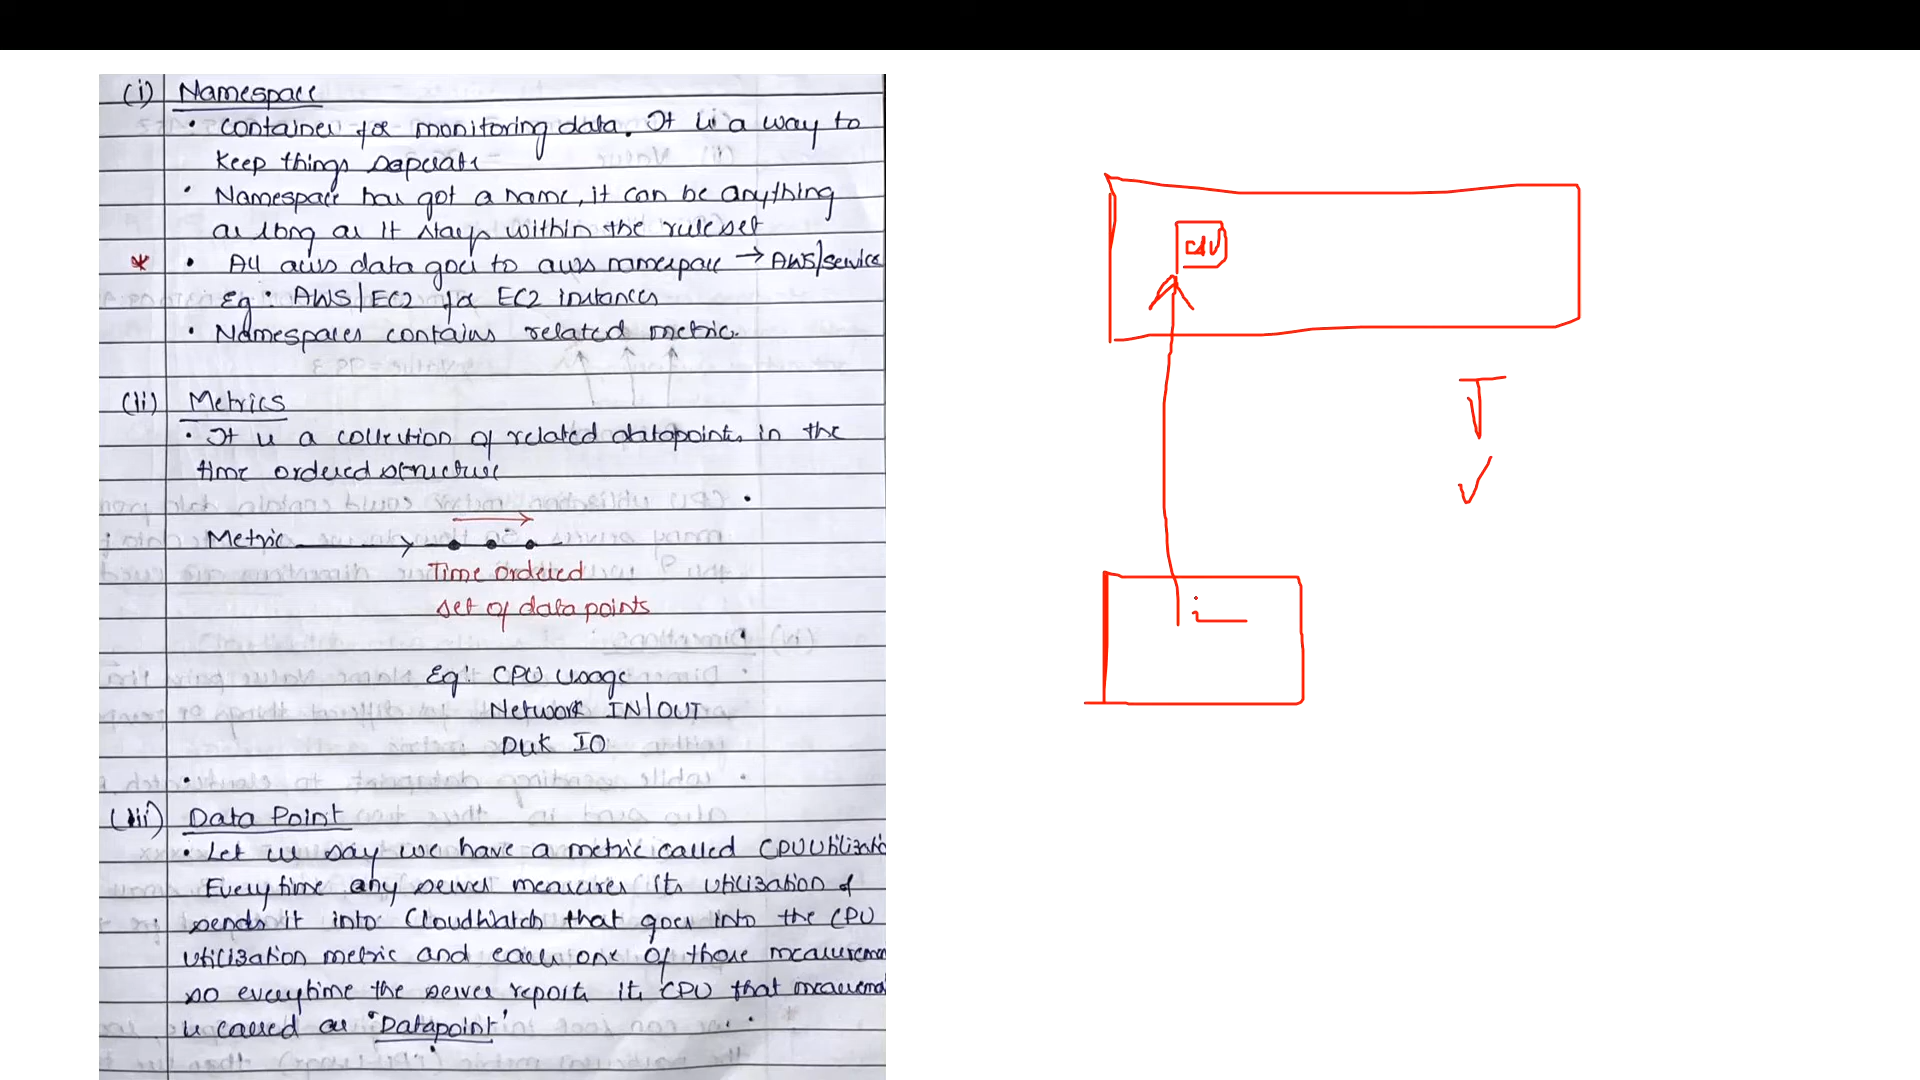 (i) Namespace
• container for monitoring data. It is a way to
keep things seperate
• Namespace has got a name, it can be anything
as long as it stays within the ruleset
* • All aws data goes to aws namespace → AWS/service
Eg: AWS/EC2 for EC2 instances
• Namespaces contains related metric.
(ii) Metrics
• It is a collection of related datapoints in the
time ordered structure
Metric
Time ordered
set of data points
Eg: CPU usage
Network IN/OUT
Disk IO
(iii) Data Point
• Let us say we have a metric called CPUUtilizatio
Everytime any server measures its utilization &
sends it into CloudWatch that goes into the CPU
utilization metric and each one of those measuremen
so everytime the server reports its CPU that measureme
is called as "Datapoint"
T
V
i